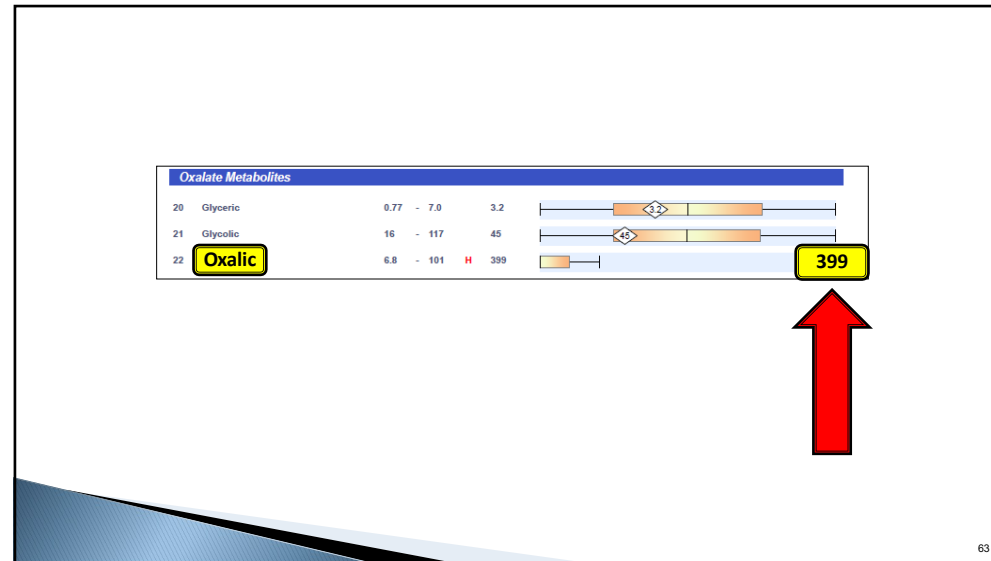 Oxalate Metabolites
20 Glyceric 0.77 - 7.0 3.2 3.2
21 Glycolic 16 - 117 45 45
22 Oxalic 6.8 - 101 H 399 399
63